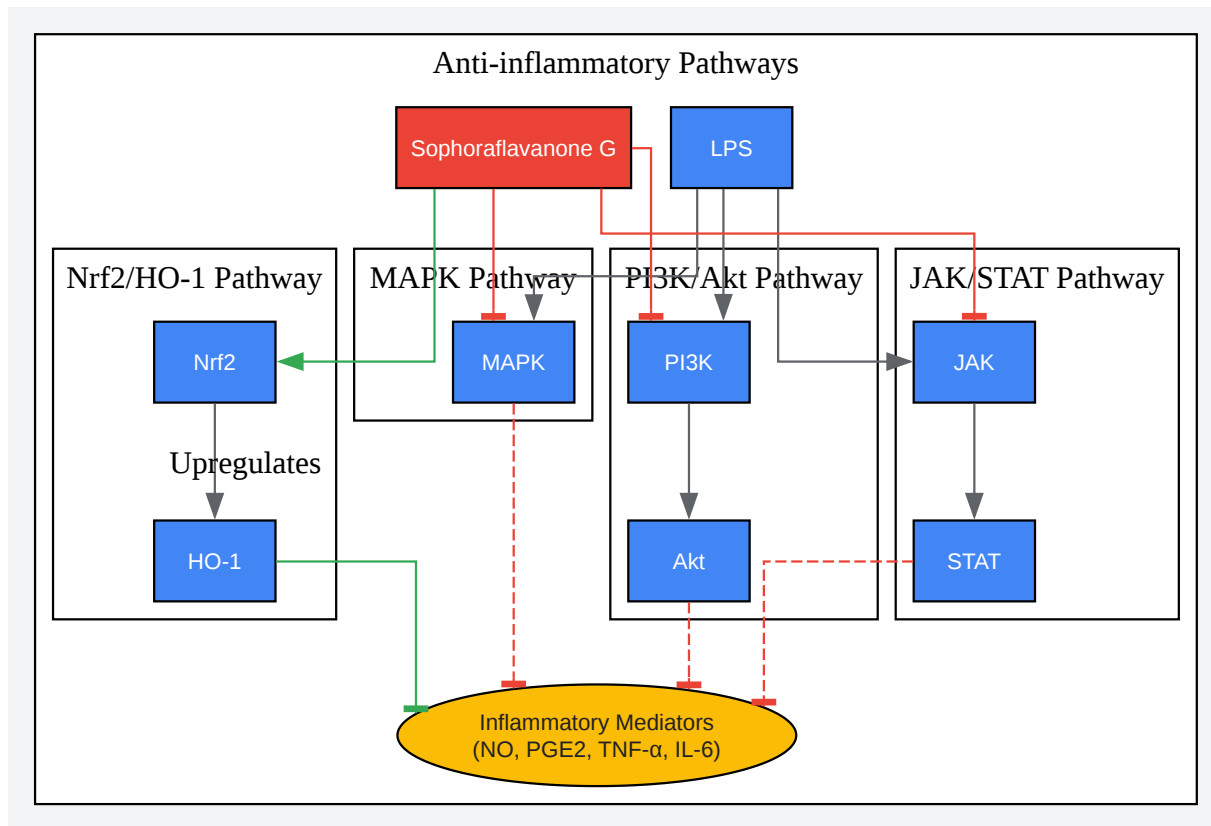 Anti-inflammatory Pathways
Sophoraflavanone G
LPS
Nrf2/HO-1 Pathway
MAPK Pathway
PI3K/Akt Pathway
JAK/STAT Pathway
Nrf2
MAPK
PI3K
JAK
Upregulates
HO-1
Akt
STAT
Inflammatory Mediators
(NO, PGE2, TNF-α, IL-6)